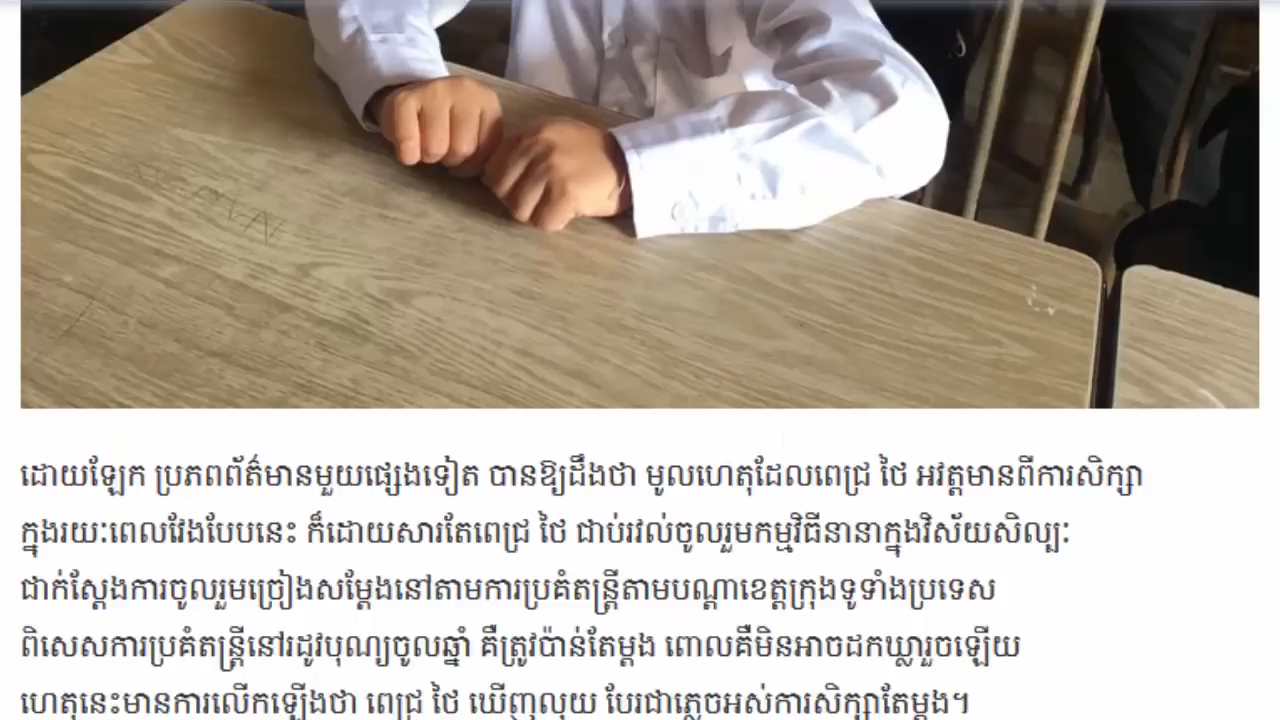 ដោយឡែក ប្រភពព័ត៌មានមួយផ្សេងទៀត បានឱ្យដឹងថា មូលហេតុដែលពេជ្រ ថៃ អវត្តមានពីការសិក្សា
ក្នុងរយៈពេលវែងបែបនេះ ក៏ដោយសារតែពេជ្រ ថៃ ជាប់រវល់ចូលរួមកម្មវិធីនានាក្នុងវិស័យសិល្បៈ
ជាក់ស្ដែងការចូលរួមច្រៀងសម្ដែងនៅតាមការប្រគំតន្ត្រីតាមបណ្ដាខេត្តក្រុងទូទាំងប្រទេស
ពិសេសការប្រគំតន្ត្រីនៅរដូវបុណ្យចូលឆ្នាំ គឺត្រូវប៉ាន់តែម្ដង ពោលគឺមិនអាចដកឃ្លារួចឡើយ
ហេតុនេះមានការលើកឡើងថា ពេជ្រ ថៃ ឃើញលុយ បែរជាភ្លេចអស់ការសិក្សាតែម្ដង។